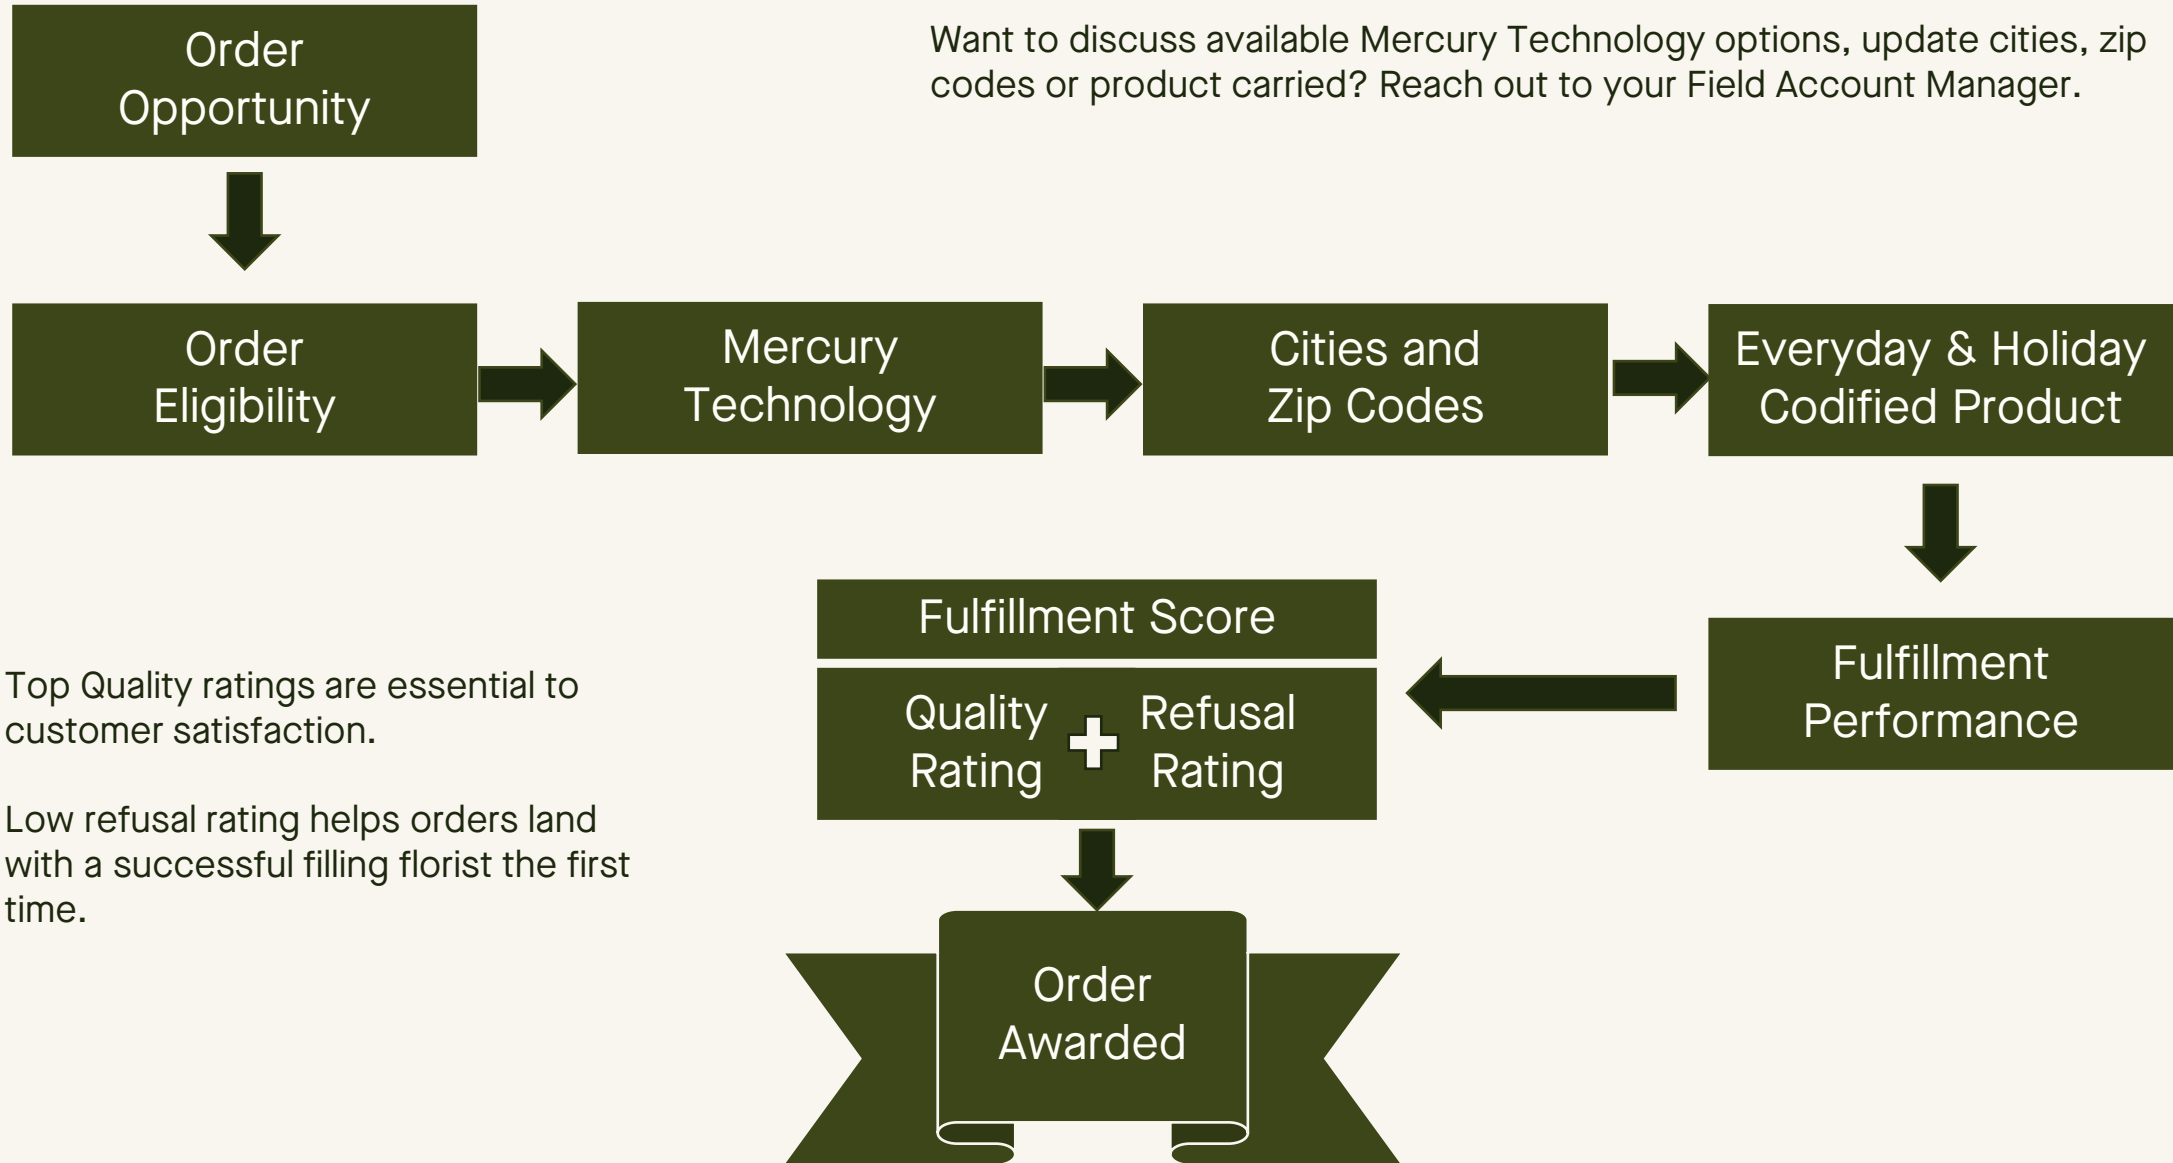 Order
Opportunity
Want to discuss available Mercury Technology options, update cities, zip
codes or product carried? Reach out to your Field Account Manager.
Order
Eligibility
Mercury
Technology
Cities and
Zip Codes
Everyday & Holiday
Codified Product
Fulfillment
Performance
Fulfillment Score
Quality
Rating
Refusal
Rating
Top Quality ratings are essential to
customer satisfaction.
Low refusal rating helps orders land
with a successful filling florist the first
time.
Order
Awarded